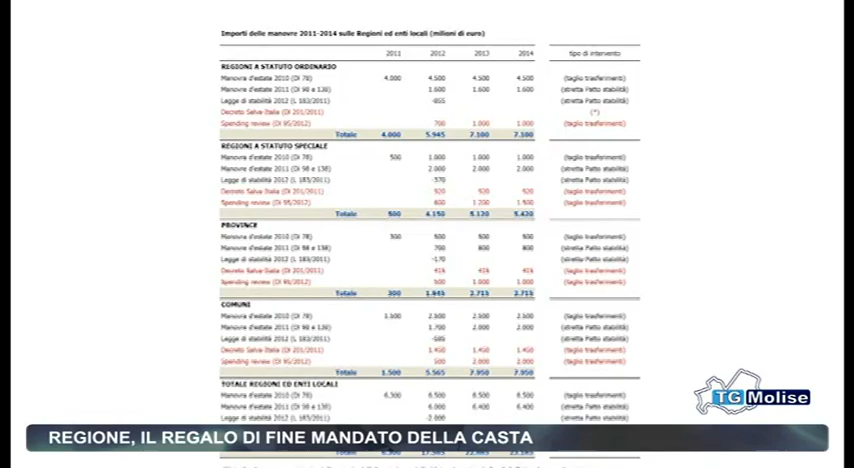 Importi delle manovre 2011-2014 sulle Regioni ed enti locali (milioni di euro)
2011 2012 2013 2014 tipo di intervento
REGIONI A STATUTO ORDINARIO
Manovra d'estate 2010 (Dl 78) 4.000 4.500 4.500 4.500 (taglio trasferimenti)
Manovra d'estate 2011 (Dl 98 e 138) 1.600 1.600 1.600 (stretta Patto stabilità)
Legge di stabilità 2012 (L 183/2011) -855 (stretta Patto stabilità)
Decreto Salva Italia (Dl 201/2011) (*)
Spending review (Dl 95/2012) 700 1.000 1.000 (taglio trasferimenti)
Totale 4.000 5.945 7.100 7.100
REGIONI A STATUTO SPECIALE
Manovra d'estate 2010 (Dl 78) 500 1.000 1.000 1.000 (taglio trasferimenti)
Manovra d'estate 2011 (Dl 98 e 138) 2.000 2.000 2.000 (stretta Patto stabilità)
Legge di stabilità 2012 (L 183/2011) -370 (stretta Patto stabilità)
Decreto Salva Italia (Dl 201/2011) 920 920 920 (taglio trasferimenti)
Spending review (Dl 95/2012) 600 1.200 1.500 (taglio trasferimenti)
Totale 500 4.150 5.120 5.420
PROVINCE
Manovra d'estate 2010 (Dl 78) 300 500 500 500 (taglio trasferimenti)
Manovra d'estate 2011 (Dl 98 e 138) 700 800 800 (stretta Patto stabilità)
Legge di stabilità 2012 (L 183/2011) -170 (stretta Patto stabilità)
Decreto Salva Italia (Dl 201/2011) 415 415 415 (taglio trasferimenti)
Spending review (Dl 95/2012) 500 1.000 1.000 (taglio trasferimenti)
Totale 300 1.945 2.715 2.715
COMUNI
Manovra d'estate 2010 (Dl 78) 1.500 2.500 2.500 2.500 (taglio trasferimenti)
Manovra d'estate 2011 (Dl 98 e 138) 1.700 2.000 2.000 (stretta Patto stabilità)
Legge di stabilità 2012 (L 183/2011) (stretta Patto stabilità)
Decreto Salva Italia (Dl 201/2011) 1.450 1.450 1.450 (taglio trasferimenti)
Spending review (Dl 95/2012) 500 2.000 2.000 (taglio trasferimenti)
Totale 1.500 5.565 7.950 7.950
TOTALE REGIONI ED ENTI LOCALI
Manovra d'estate 2010 (Dl 78) 6.300 8.500 8.500 8.500 (taglio trasferimenti)
Manovra d'estate 2011 (Dl 98 e 138) 6.000 6.400 6.400 (stretta Patto stabilità)
Legge di stabilità 2012 (L 183/2011) -2.000 (stretta Patto stabilità)
TG Molise
REGIONE, IL REGALO DI FINE MANDATO DELLA CASTA